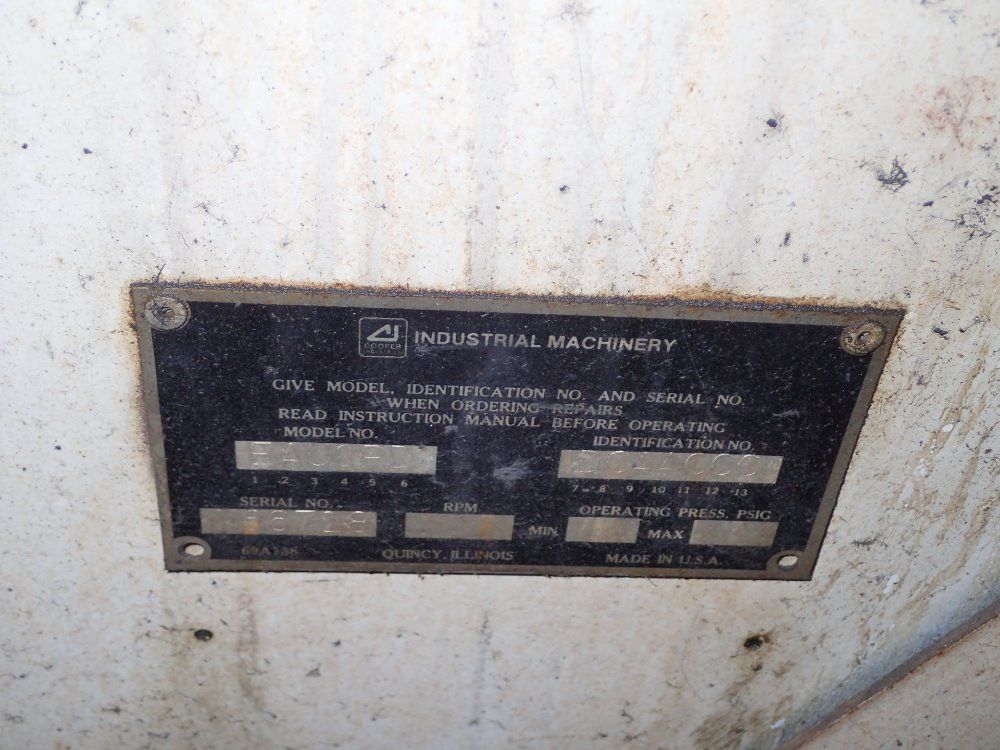 COOPER
INDUSTRIAL MACHINERY
GIVE MODEL, IDENTIFICATION NO. AND SERIAL NO.
WHEN ORDERING REPAIRS
READ INSTRUCTION MANUAL BEFORE OPERATING
MODEL NO. IDENTIFICATION NO.
1 2 3 4 5 6 7 8 9 10 11 12 13
SERIAL NO. RPM OPERATING PRESS. PSIG
MIN MAX
QUINCY, ILLINOIS MADE IN U.S.A.